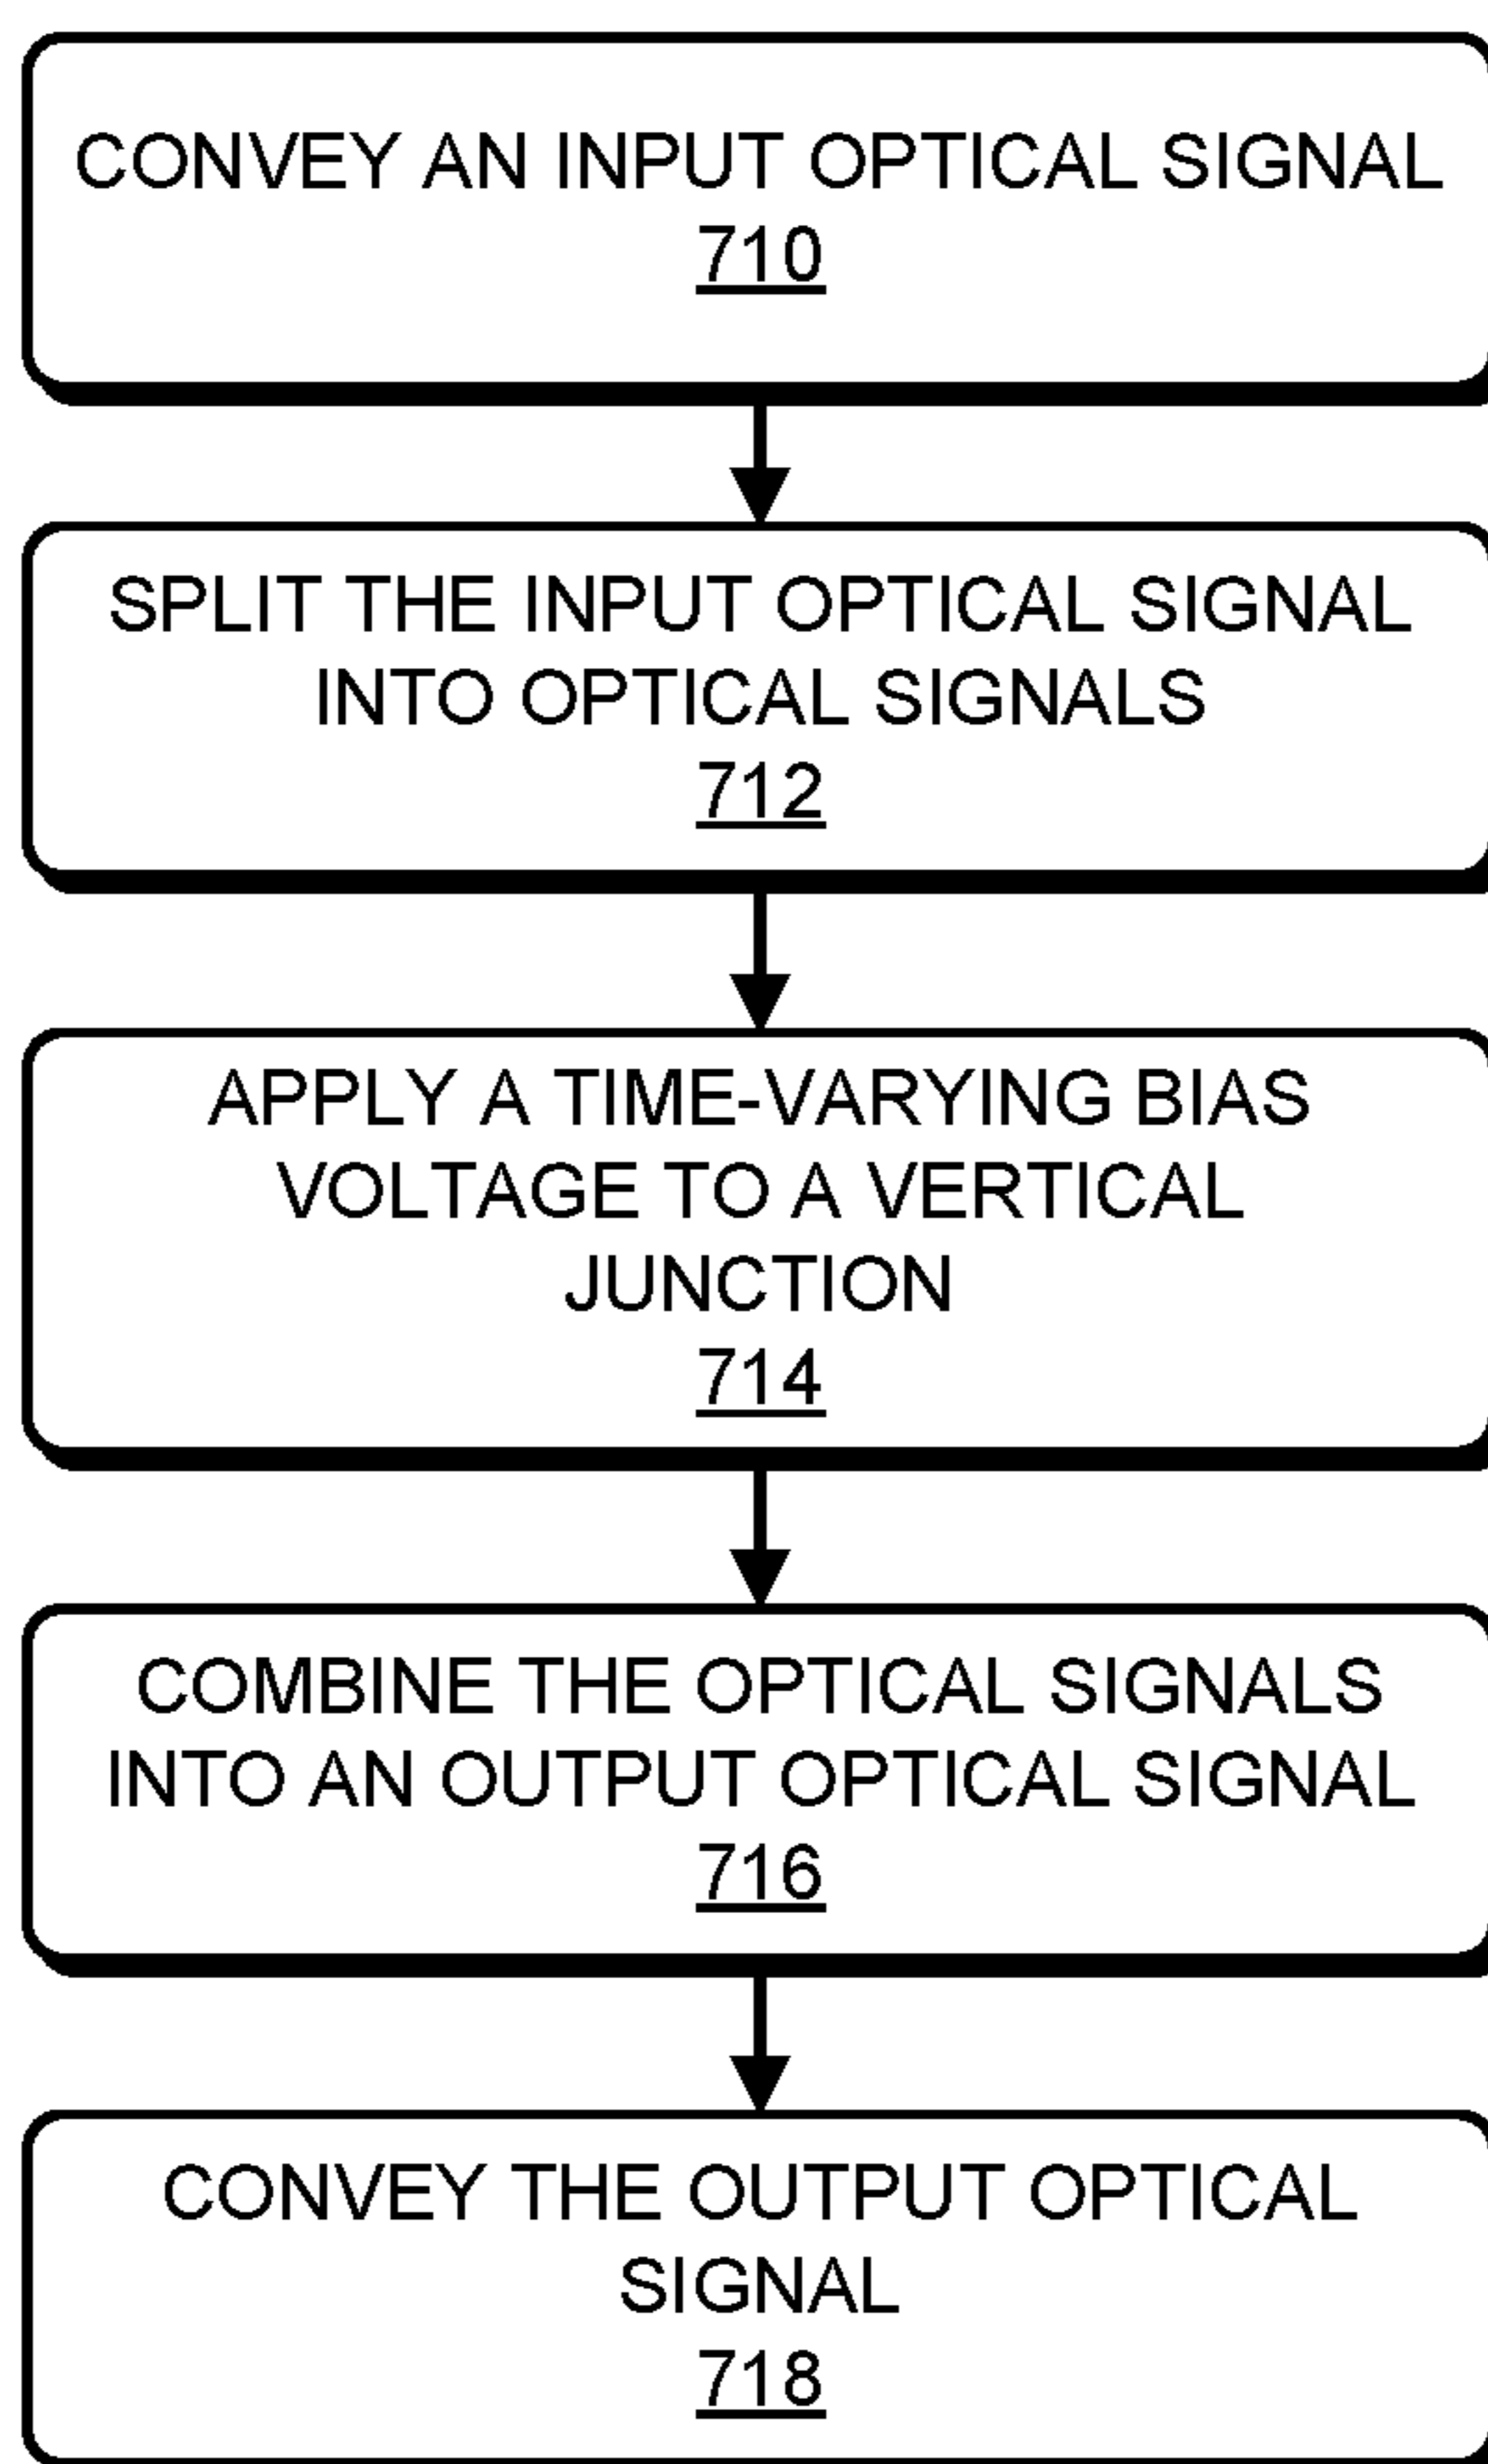 CONVEY AN INPUT OPTICAL SIGNAL
710
SPLIT THE INPUT OPTICAL SIGNAL
INTO OPTICAL SIGNALS
712
APPLY A TIME-VARYING BIAS
VOLTAGE TO A VERTICAL
JUNCTION
714
COMBINE THE OPTICAL SIGNALS
INTO AN OUTPUT OPTICAL SIGNAL
716
CONVEY THE OUTPUT OPTICAL
SIGNAL
718